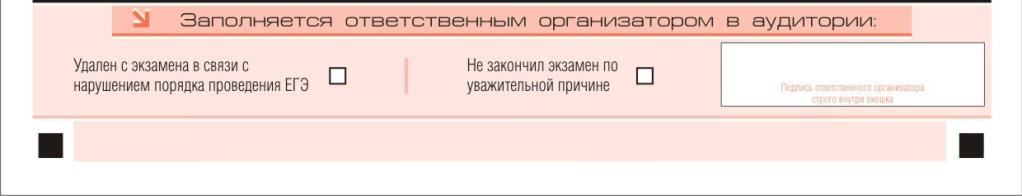 Заполняется ответственным организатором в аудитории:
Удален с экзамена в связи с
нарушением порядка проведения ЕГЭ
Не закончил экзамен по
уважительной причине
Подпись ответственного организатора
строго внутри окошка